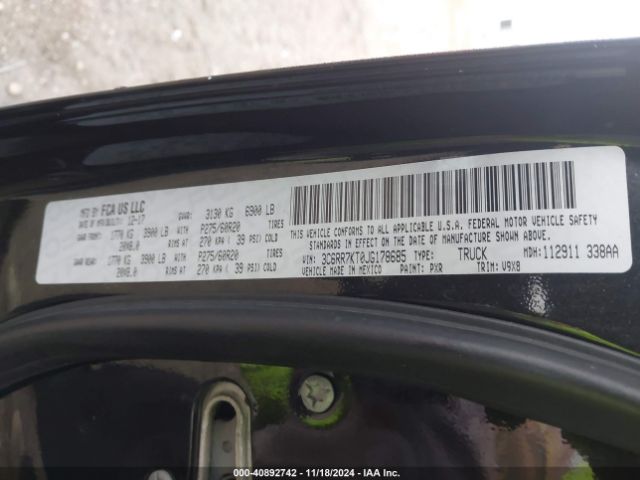 MFD BY: FCA US LLC GVWR: 3130 KG 6900 LB
DATE OF MFR: 12-17
GAWR FRONT: 1770 KG 3900 LB WITH P275/60R20 TIRES
20X8.0 RIMS AT 270 KPA ( 39 PSI) COLD
GAWR REAR: 1770 KG 3900 LB WITH P275/60R20 TIRES
20X8.0 RIMS AT 270 KPA ( 39 PSI) COLD
THIS VEHICLE CONFORMS TO ALL APPLICABLE U.S.A. FEDERAL MOTOR VEHICLE SAFETY
STANDARDS IN EFFECT ON THE DATE OF MANUFACTURE SHOWN ABOVE.
VIN: 3C6RR7KT0JG178685 TYPE: TRUCK MDH: 112911 338AA
VEHICLE MADE IN MEXICO PAINT: PXR TRIM: V9X8
000-40892742 - 11/18/2024 - IAA Inc.